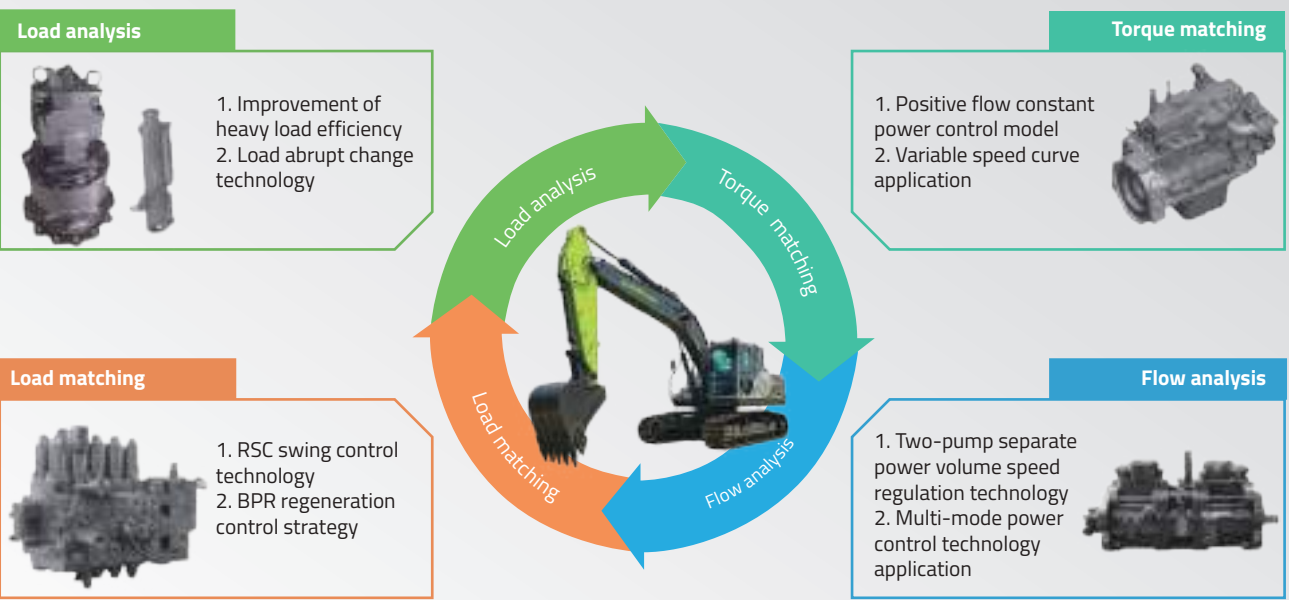 Load analysis
1. Improvement of
heavy load efficiency
2. Load abrupt change
technology
Torque matching
1. Positive flow constant
power control model
2. Variable speed curve
application
Load analysis
Torque matching
Load matching
Flow analysis
Load matching
1. RSC swing control
technology
2. BPR regeneration
control strategy
Flow analysis
1. Two-pump separate
power volume speed
regulation technology
2. Multi-mode power
control technology
application